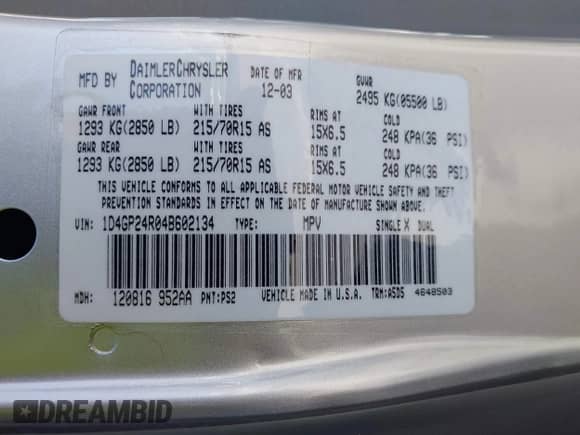 MFD BY DAIMLERCHRYSLER CORPORATION DATE OF MFR 12-03 GVWR 2495 KG(05500 LB)
GAWR FRONT WITH TIRES RIMS AT COLD
1293 KG(2850 LB) 215/70R15 AS 15X6.5 248 KPA(36 PSI)
GAWR REAR WITH TIRES RIMS AT COLD
1293 KG(2850 LB) 215/70R15 AS 15X6.5 248 KPA(36 PSI)
THIS VEHICLE CONFORMS TO ALL APPLICABLE FEDERAL MOTOR VEHICLE SAFETY AND THEFT
PREVENTION STANDARDS IN EFFECT ON THE DATE OF MANUFACTURE SHOWN ABOVE.
VIN: 1D4GP24R04B602134 TYPE: MPV SINGLE X DUAL
MDH: 120816 952AA PNT:PS2 VEHICLE MADE IN U.S.A. TRM:A5D5 4648503
DREAMBID